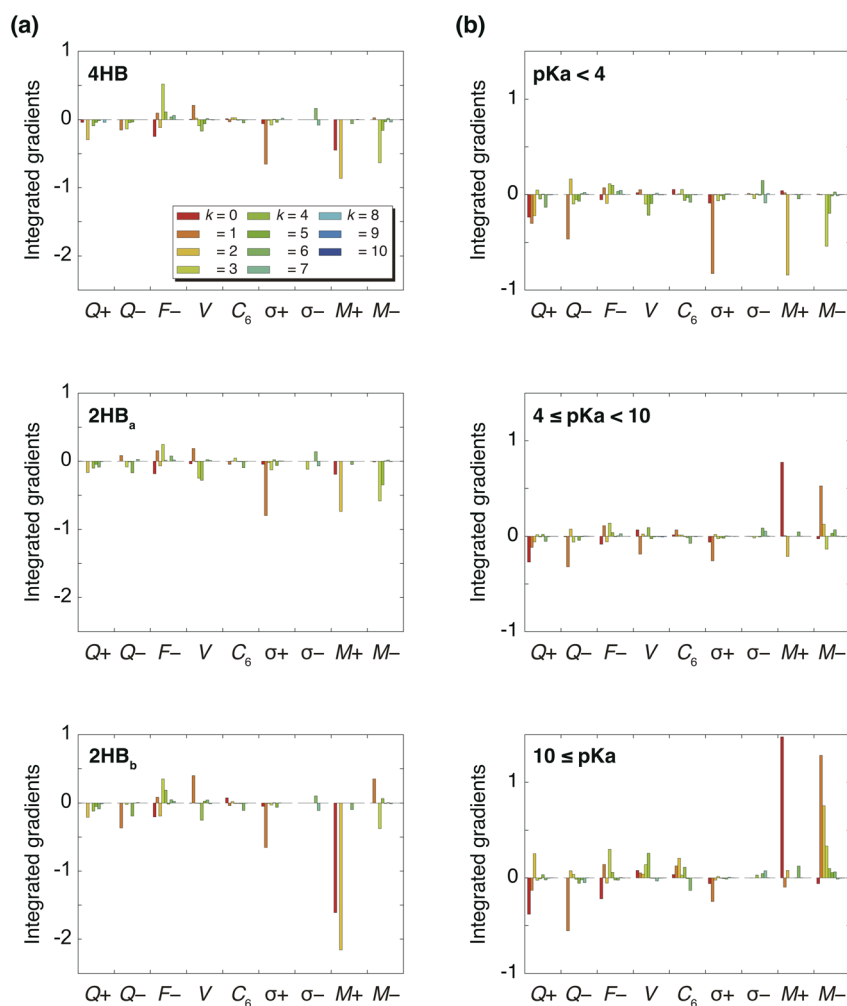 (a)
(b)
1
0
-1
-2
Integrated gradients
4HB
k = 0
= 1
= 2
= 3
k = 4
= 5
= 6
= 7
k = 8
= 9
= 10
Q+ Q– F– V C6 σ+ σ– M+ M–
1
0
-1
Integrated gradients
pKa < 4
Q+ Q– F– V C6 σ+ σ– M+ M–
1
0
-1
-2
Integrated gradients
2HBa
Q+ Q– F– V C6 σ+ σ– M+ M–
1
0
-1
Integrated gradients
4 ≤ pKa < 10
Q+ Q– F– V C6 σ+ σ– M+ M–
1
0
-1
-2
Integrated gradients
2HBb
Q+ Q– F– V C6 σ+ σ– M+ M–
1
0
-1
Integrated gradients
10 ≤ pKa
Q+ Q– F– V C6 σ+ σ– M+ M–